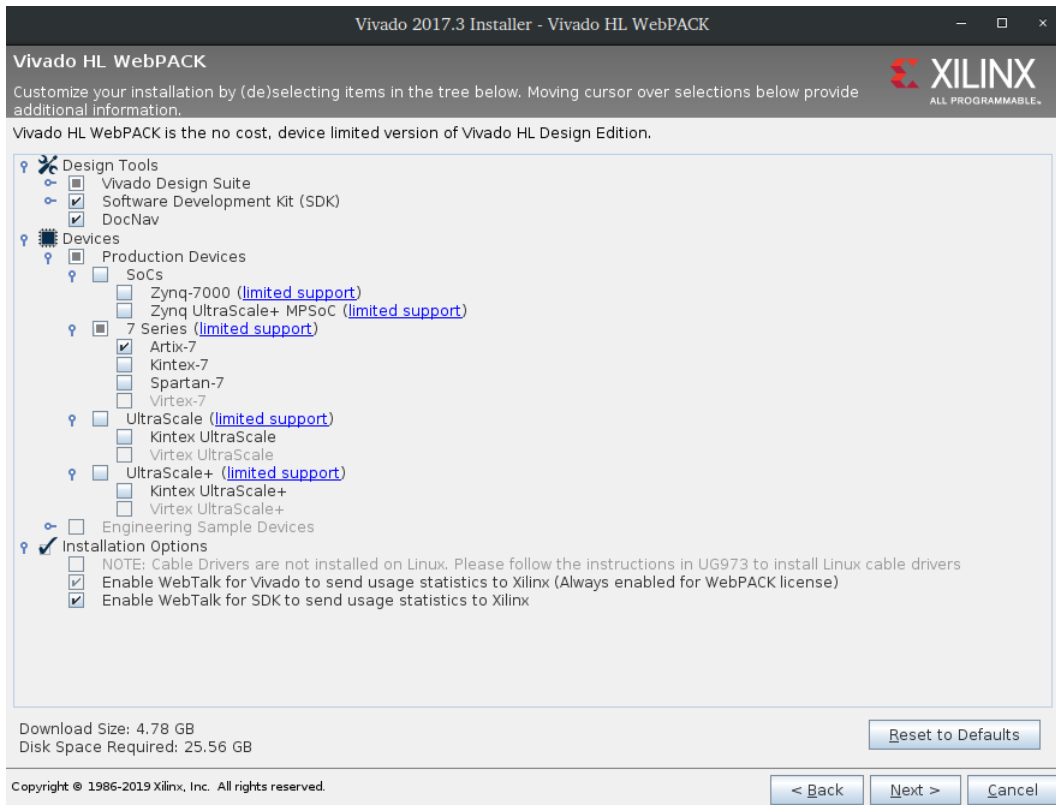 Vivado 2017.3 Installer - Vivado HL WebPACK
Vivado HL WebPACK
Customize your installation by (de)selecting items in the tree below. Moving cursor over selections below provide
additional information.
XILINX
ALL PROGRAMMABLE™
Vivado HL WebPACK is the no cost, device limited version of Vivado HL Design Edition.
Design Tools
Vivado Design Suite
Software Development Kit (SDK)
DocNav
Devices
Production Devices
SoCs
Zynq-7000 (limited support)
Zynq UltraScale+ MPSoC (limited support)
7 Series (limited support)
Artix-7
Kintex-7
Spartan-7
Virtex-7
UltraScale (limited support)
Kintex UltraScale
Virtex UltraScale
UltraScale+ (limited support)
Kintex UltraScale+
Virtex UltraScale+
Engineering Sample Devices
Installation Options
NOTE: Cable Drivers are not installed on Linux. Please follow the instructions in UG973 to install Linux cable drivers
Enable WebTalk for Vivado to send usage statistics to Xilinx (Always enabled for WebPACK license)
Enable WebTalk for SDK to send usage statistics to Xilinx
Download Size: 4.78 GB
Disk Space Required: 25.56 GB
Reset to Defaults
Copyright © 1986-2019 Xilinx, Inc. All rights reserved.
< Back
Next >
Cancel